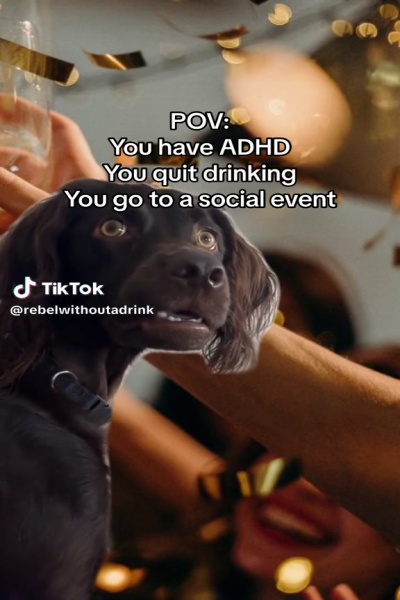 POV:
You have ADHD
You quit drinking
You go to a social event
TikTok
@rebelwithoutadrink